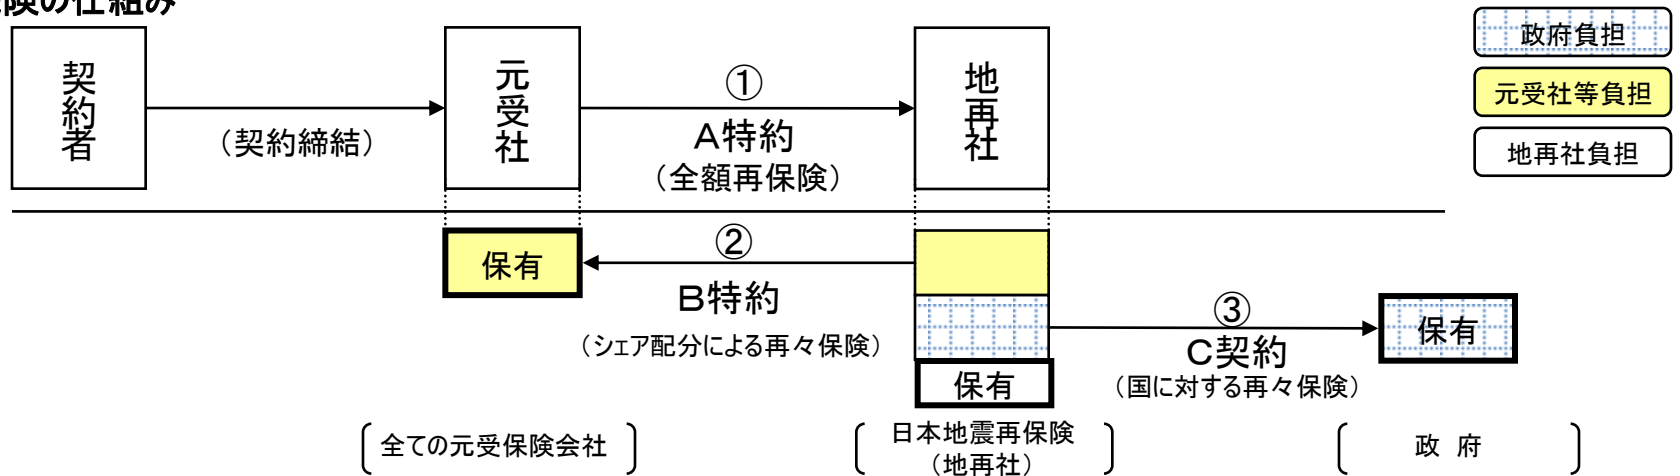 険の仕組み
契約者
（契約締結）
元受社
①
A特約
（全額再保険）
地再社
政府負担
元受社等負担
地再社負担
保有
②
B特約
（シェア配分による再々保険）
保有
③
C契約
（国に対する再々保険）
保有
全ての元受保険会社
日本地震再保険
（地再社）
政 府